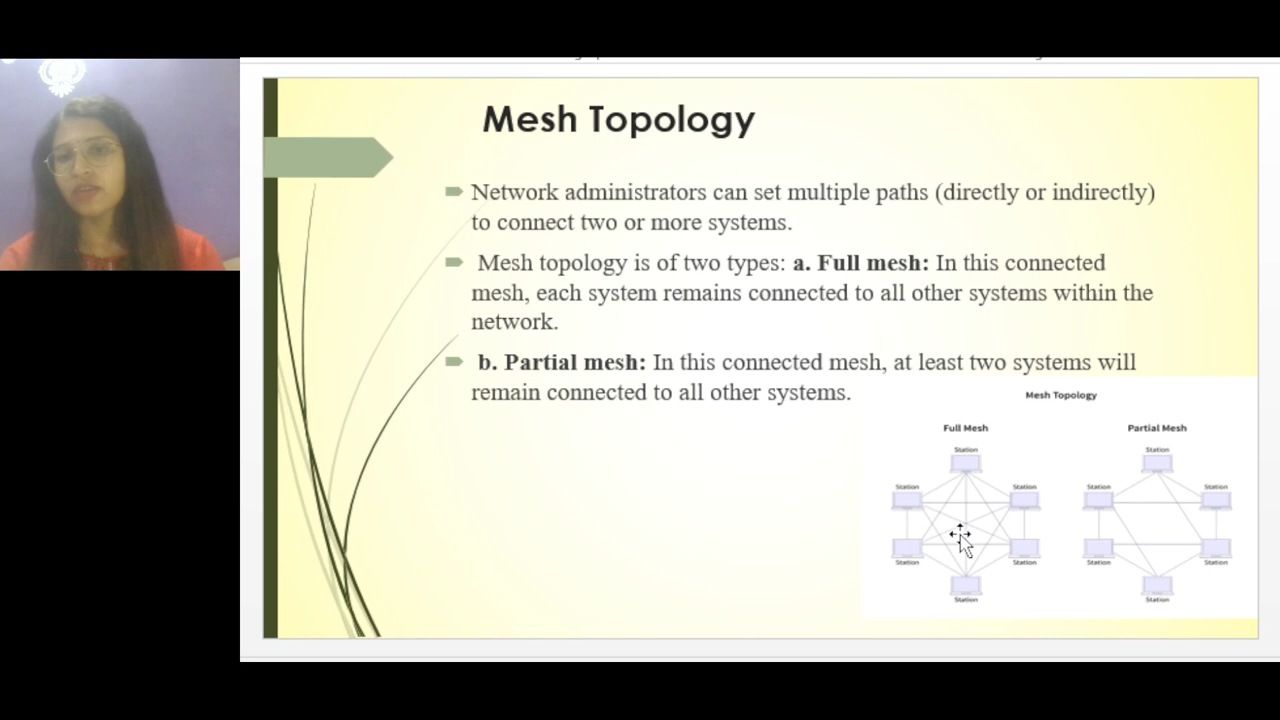 Mesh Topology
Network administrators can set multiple paths (directly or indirectly)
to connect two or more systems.
Mesh topology is of two types: a. Full mesh: In this connected
mesh, each system remains connected to all other systems within the
network.
b. Partial mesh: In this connected mesh, at least two systems will
remain connected to all other systems.
Mesh Topology
Full Mesh
Station
Station
Station
Station
Station
Station
Partial Mesh
Station
Station
Station
Station
Station
Station